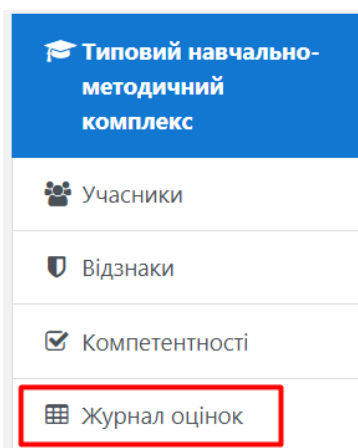 Типовий навчально-
методичний
комплекс
Учасники
Відзнаки
Компетентності
Журнал оцінок